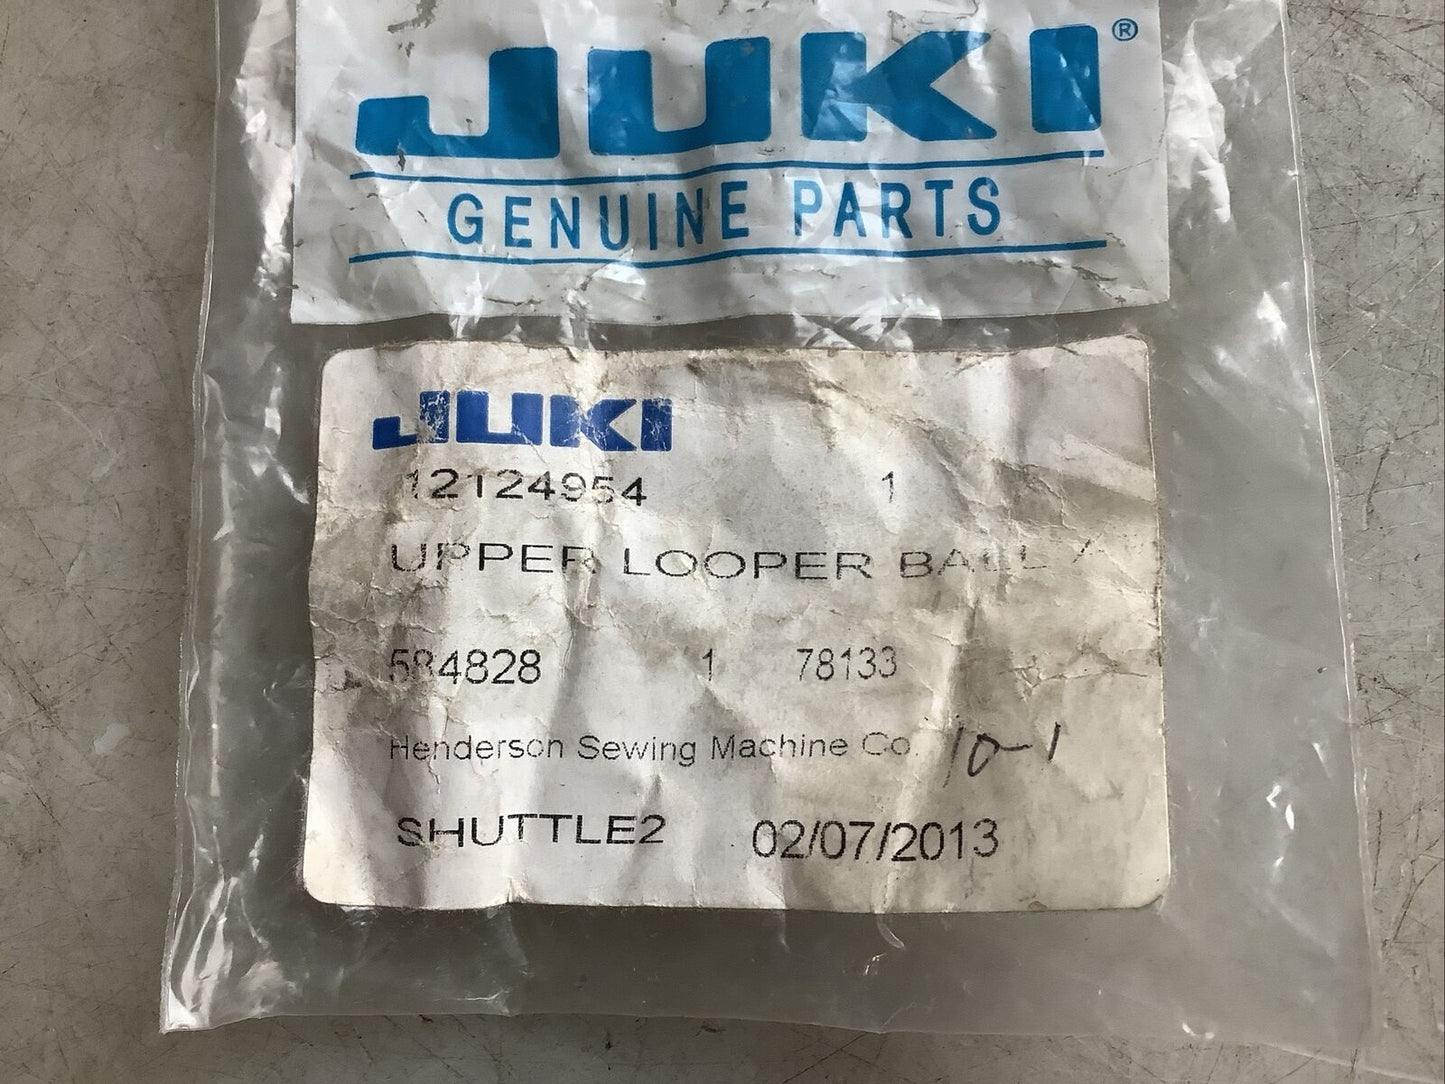 JUKI®
GENUINE PARTS
JUKI
12124954 1
UPPER LOOPER BALL
584828 1 78133
Henderson Sewing Machine Co. 10-1
SHUTTLE2 02/07/2013